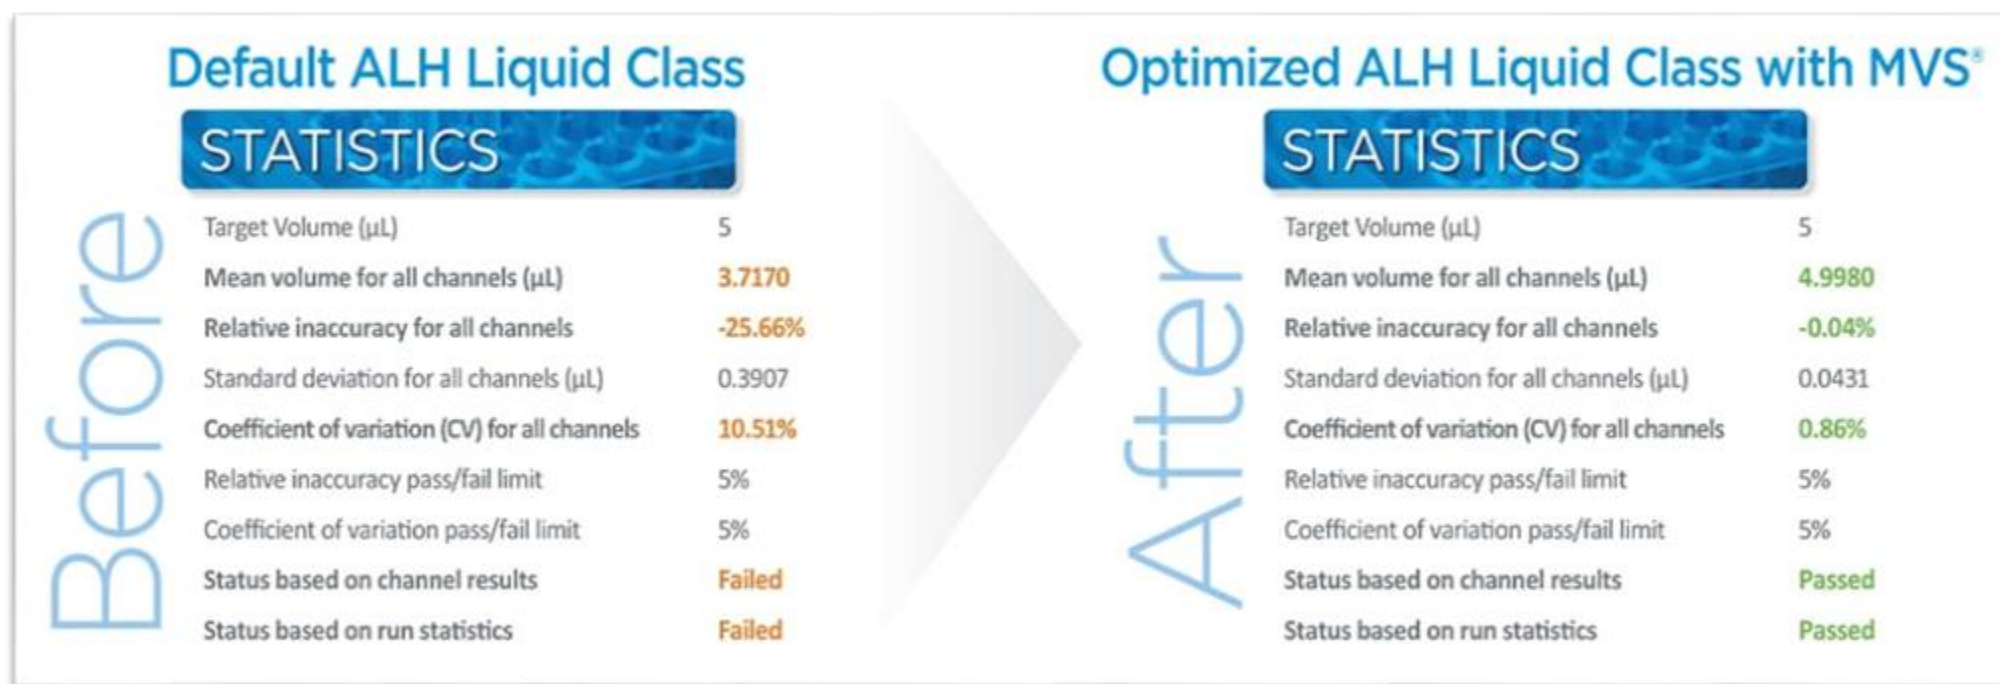 Default ALH Liquid Class
STATISTICS
Before
Target Volume (µL) 5
Mean volume for all channels (µL) 3.7170
Relative inaccuracy for all channels -25.66%
Standard deviation for all channels (µL) 0.3907
Coefficient of variation (CV) for all channels 10.51%
Relative inaccuracy pass/fail limit 5%
Coefficient of variation pass/fail limit 5%
Status based on channel results Failed
Status based on run statistics Failed
Optimized ALH Liquid Class with MVS®
STATISTICS
After
Target Volume (µL) 5
Mean volume for all channels (µL) 4.9980
Relative inaccuracy for all channels -0.04%
Standard deviation for all channels (µL) 0.0431
Coefficient of variation (CV) for all channels 0.86%
Relative inaccuracy pass/fail limit 5%
Coefficient of variation pass/fail limit 5%
Status based on channel results Passed
Status based on run statistics Passed